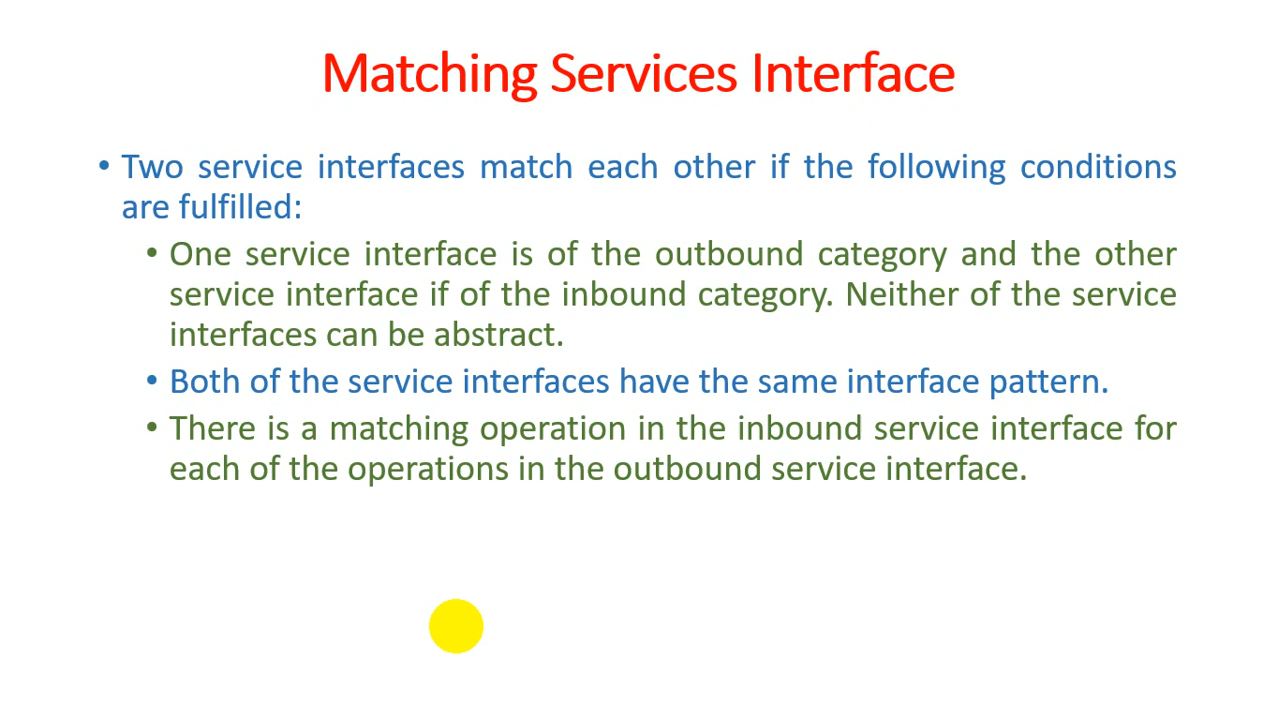 Matching Services Interface
• Two service interfaces match each other if the following conditions
are fulfilled:
• One service interface is of the outbound category and the other
service interface if of the inbound category. Neither of the service
interfaces can be abstract.
• Both of the service interfaces have the same interface pattern.
• There is a matching operation in the inbound service interface for
each of the operations in the outbound service interface.